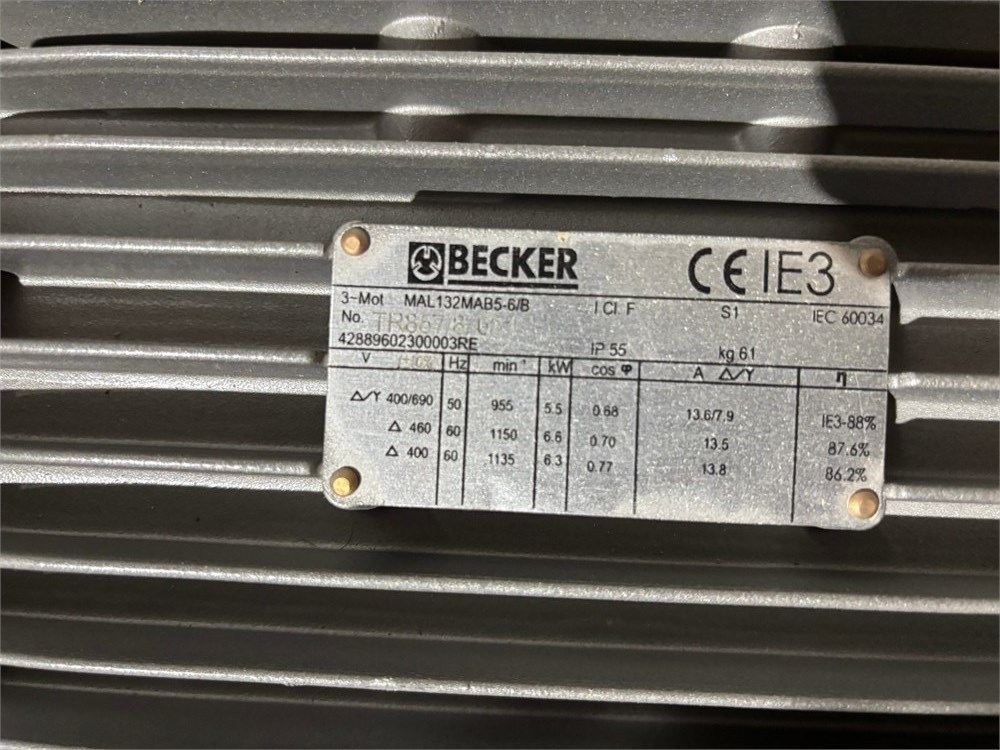 BECKER CE IE3
3-Mot MAL132MAB5-6/B I Cl. F S1 IEC 60034
No.
42889602300003RE IP 55 kg 61
V Hz min⁻¹ kW cos φ A Δ/Y η
Δ/Y 400/690 50 955 5.5 0.68 13.6/7.9 IE3-88%
Δ 460 60 1150 6.6 0.70 13.5 87.6%
Δ 400 60 1135 6.3 0.77 13.8 86.2%